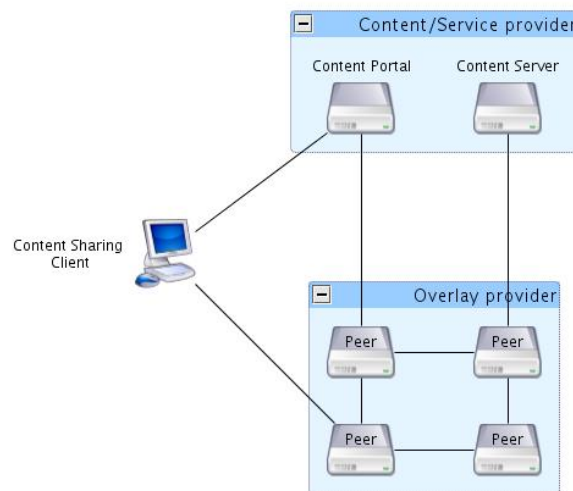 Content/Service provider
Content Portal
Content Server
Content Sharing
Client
Overlay provider
Peer
Peer
Peer
Peer